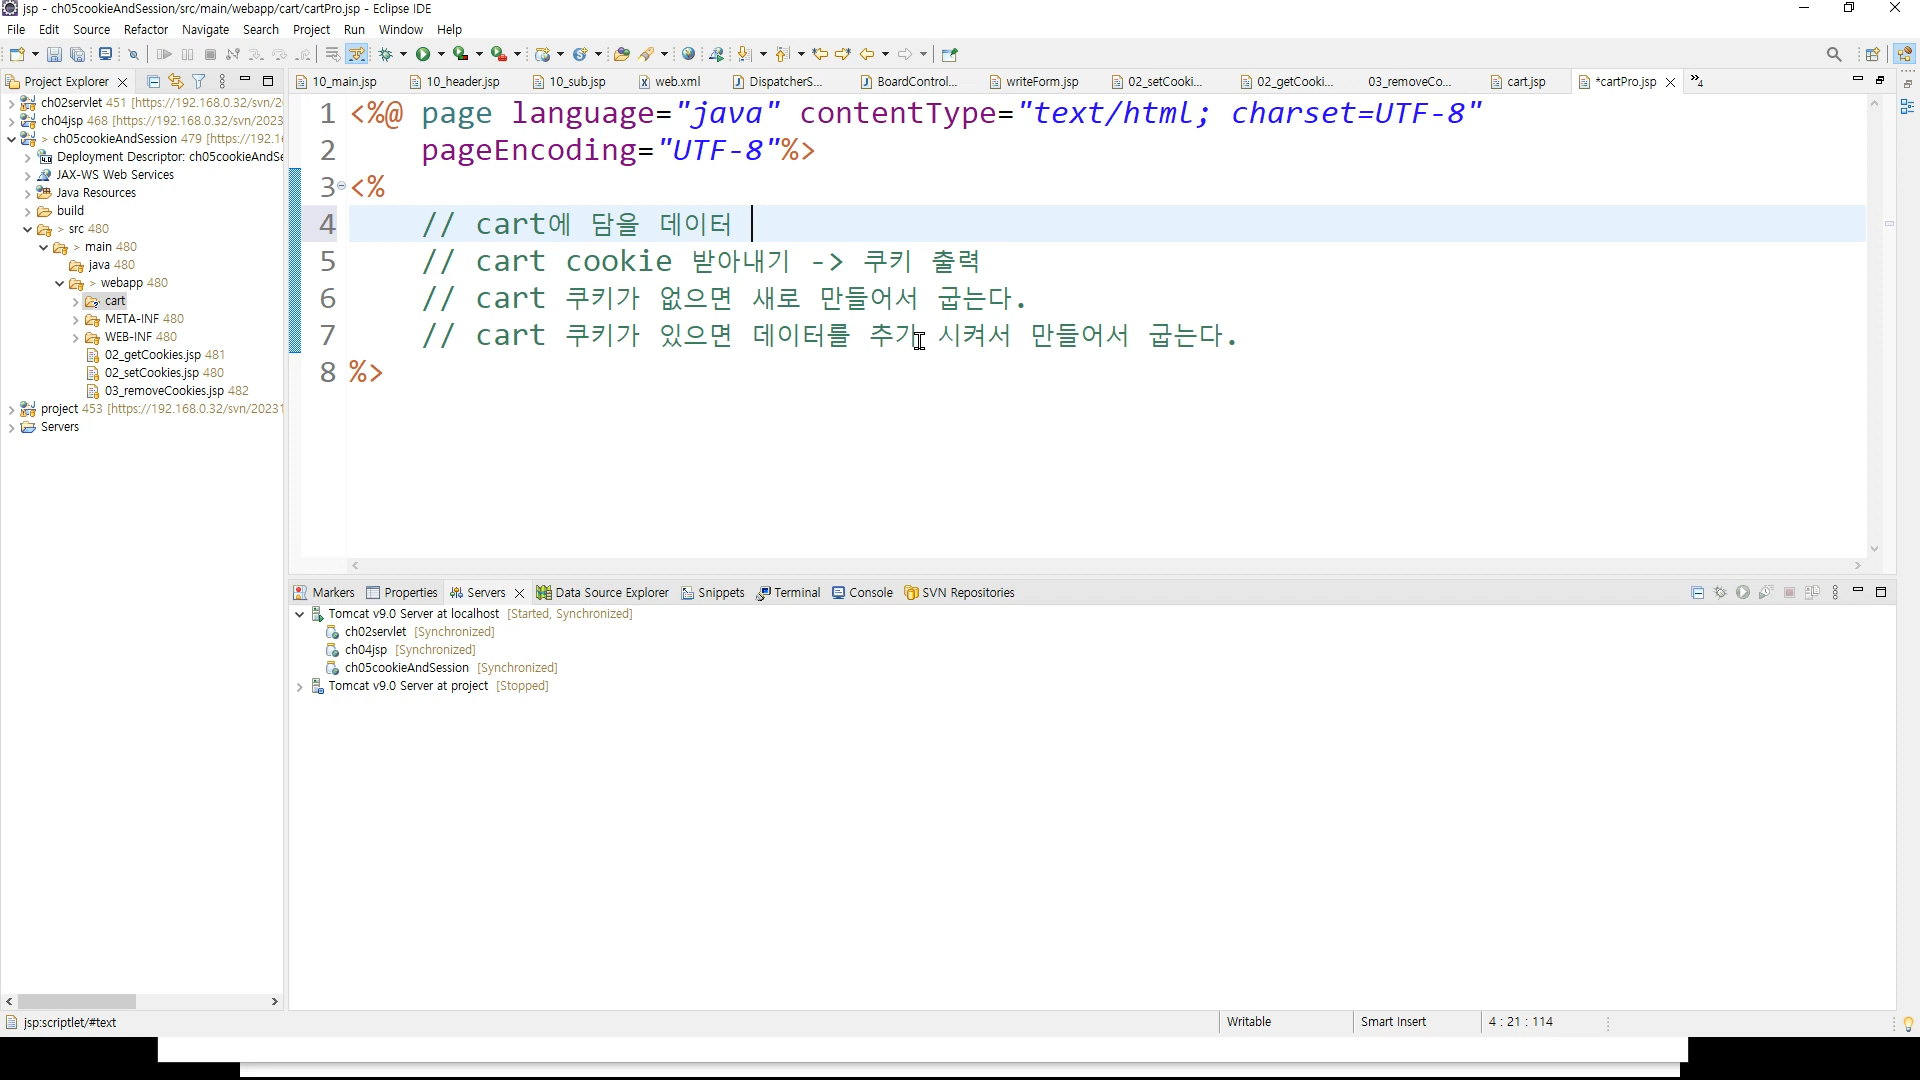 jsp - ch05cookieAndSession/src/main/webapp/cart/cartPro.jsp - Eclipse IDE
File Edit Source Refactor Navigate Search Project Run Window Help
Project Explorer
10_main.jsp 10_header.jsp 10_sub.jsp web.xml DispatcherS... BoardControl... writeForm.jsp 02_setCooki... 02_getCooki... 03_removeCo... cart.jsp *cartPro.jsp »4
> ch02servlet 451 [https://192.168.0.32/svn/2
> ch04jsp 468 [https://192.168.0.32/svn/2023
> ch05cookieAndSession 479 [https://192.1
Deployment Descriptor: ch05cookieAndSe
JAX-WS Web Services
Java Resources
build
> src 480
> main 480
java 480
> webapp 480
cart
META-INF 480
WEB-INF 480
02_getCookies.jsp 481
02_setCookies.jsp 480
03_removeCookies.jsp 482
project 453 [https://192.168.0.32/svn/20231
Servers
1 <%@ page language="java" contentType="text/html; charset=UTF-8"
2 pageEncoding="UTF-8"%>
3 <%
4 // cart에 담을 데이터
5 // cart cookie 받아내기 -> 쿠키 출력
6 // cart 쿠키가 없으면 새로 만들어서 굽는다.
7 // cart 쿠키가 있으면 데이터를 추가 시켜서 만들어서 굽는다.
8 %>
Markers Properties Servers Data Source Explorer Snippets Terminal Console SVN Repositories
Tomcat v9.0 Server at localhost [Started, Synchronized]
ch02servlet [Synchronized]
ch04jsp [Synchronized]
ch05cookieAndSession [Synchronized]
Tomcat v9.0 Server at project [Stopped]
jsp:scriptlet/#text Writable Smart Insert 4 : 21 : 114